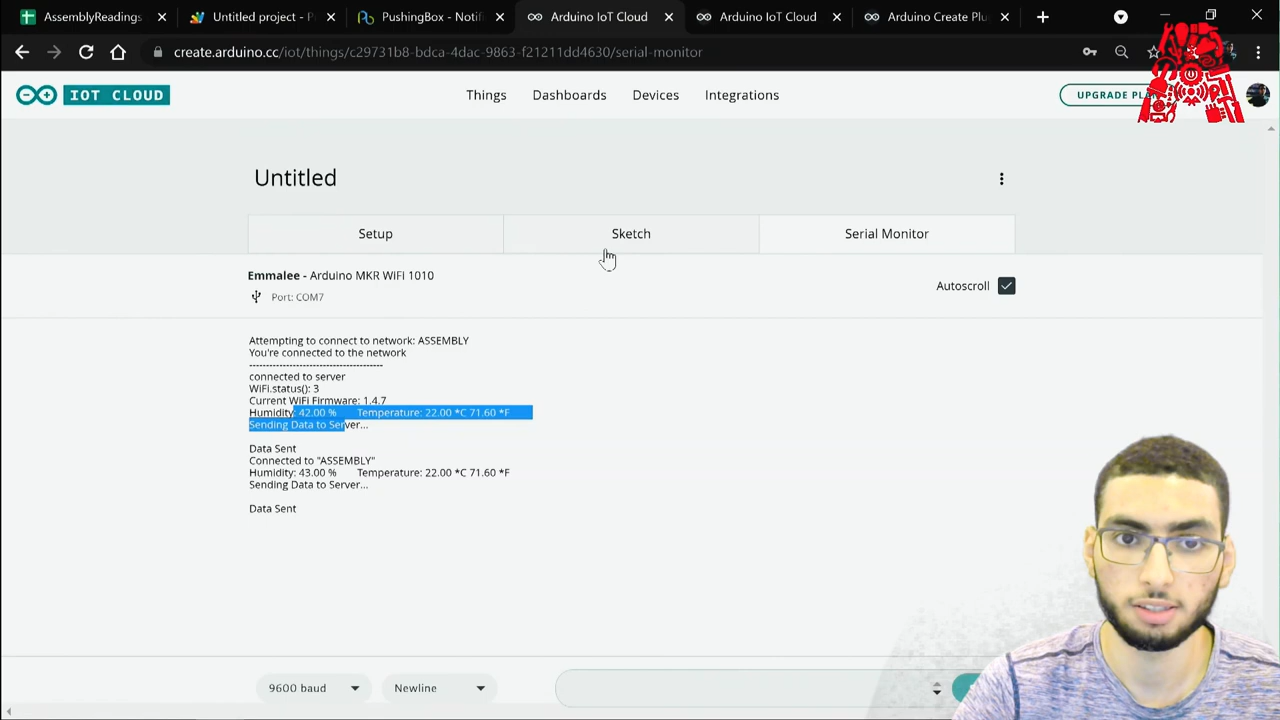 AssemblyReadings
Untitled project - P
PushingBox - Notifi
Arduino IoT Cloud
Arduino IoT Cloud
Arduino Create Plu
create.arduino.cc/iot/things/c29731b8-bdca-4dac-9863-f21211dd4630/serial-monitor
IOT CLOUD
Things
Dashboards
Devices
Integrations
UPGRADE PLA
Untitled
Setup
Sketch
Serial Monitor
Emmalee - Arduino MKR WiFi 1010
Port: COM7
Autoscroll
Attempting to connect to network: ASSEMBLY
You're connected to the network
----------------------------------------
connected to server
WiFi.status(): 3
Current WiFi Firmware: 1.4.7
Humidity: 42.00 % Temperature: 22.00 *C 71.60 *F
Sending Data to Server...
Data Sent
Connected to "ASSEMBLY"
Humidity: 43.00 % Temperature: 22.00 *C 71.60 *F
Sending Data to Server...
Data Sent
9600 baud
Newline